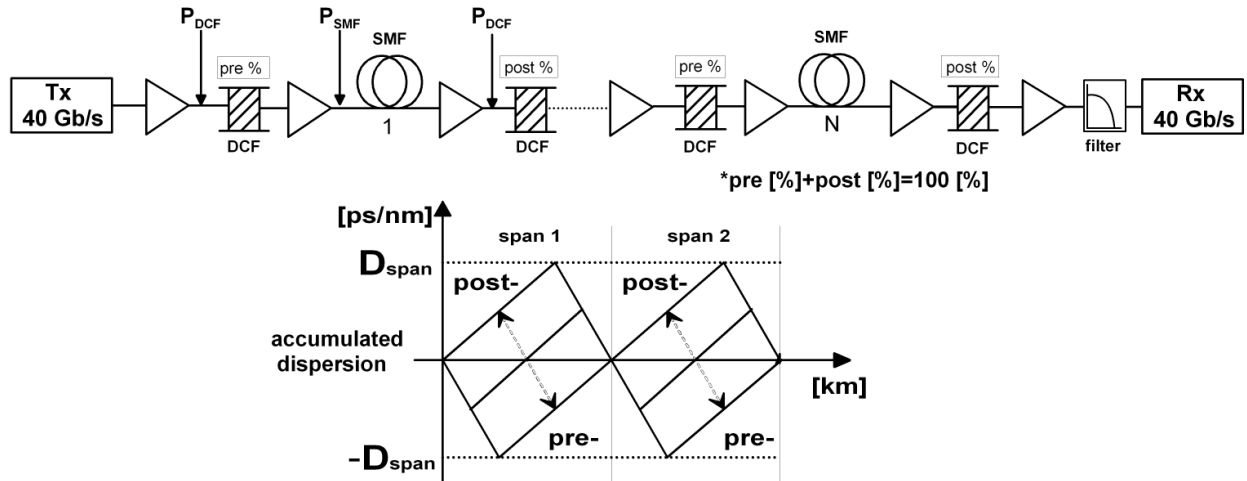 P_DCF P_SMF P_DCF
SMF SMF
pre % post % pre % post %
Tx
40 Gb/s
Rx
40 Gb/s
1 N
DCF DCF DCF DCF filter
*pre [%]+post [%]=100 [%]
[ps/nm]
span 1 span 2
D_span
post- post-
accumulated
dispersion
[km]
pre- pre-
-D_span